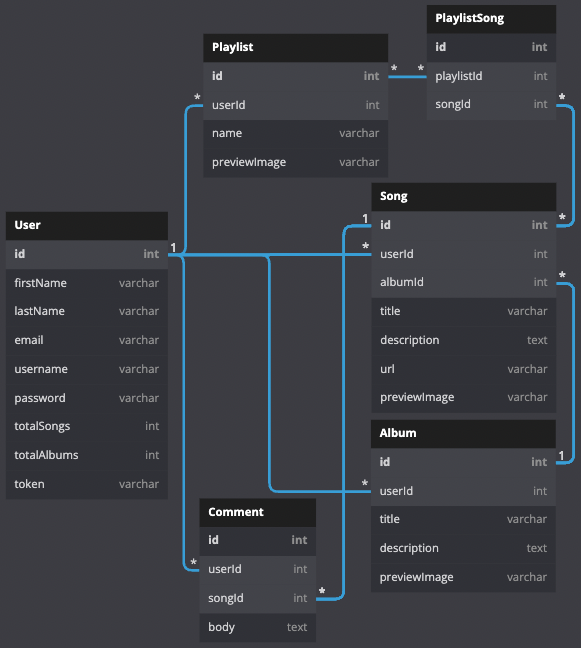 PlaylistSong
id int
playlistId int
songId int
Playlist
id int
userId int
name varchar
previewImage varchar
* * * * * 
Song
id int
userId int
albumId int
title varchar
description text
url varchar
previewImage varchar
1 * * *
User
id int
firstName varchar
lastName varchar
email varchar
username varchar
password varchar
totalSongs int
totalAlbums int
token varchar
1
Album
id int
userId int
title varchar
description text
previewImage varchar
1 *
Comment
id int
userId int
songId int
body text
* *